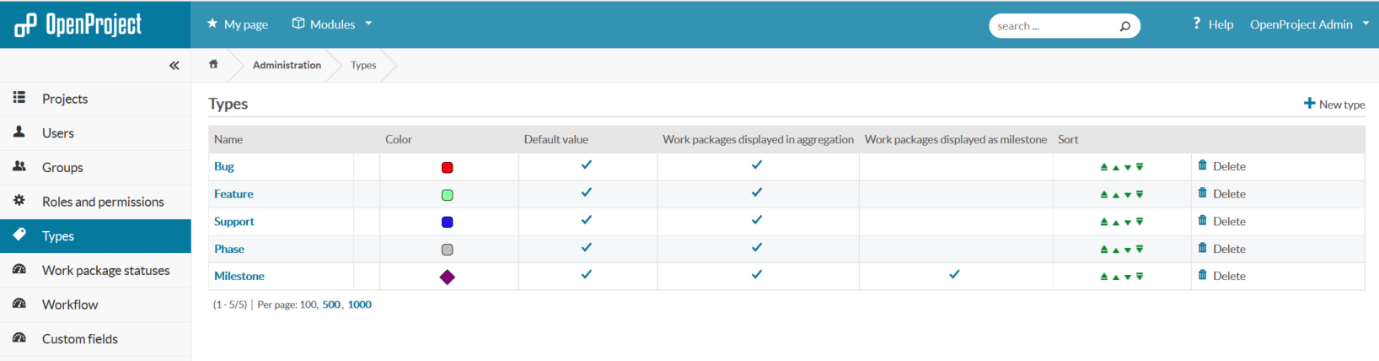 OpenProject My page Modules search ... ? Help OpenProject Admin
« Administration Types
Projects
Users
Groups
Roles and permissions
Types
Work package statuses
Workflow
Custom fields
Types + New type
Name Color Default value Work packages displayed in aggregation Work packages displayed as milestone Sort
Bug Delete
Feature Delete
Support Delete
Phase Delete
Milestone Delete
(1 - 5/5) | Per page: 100, 500, 1000